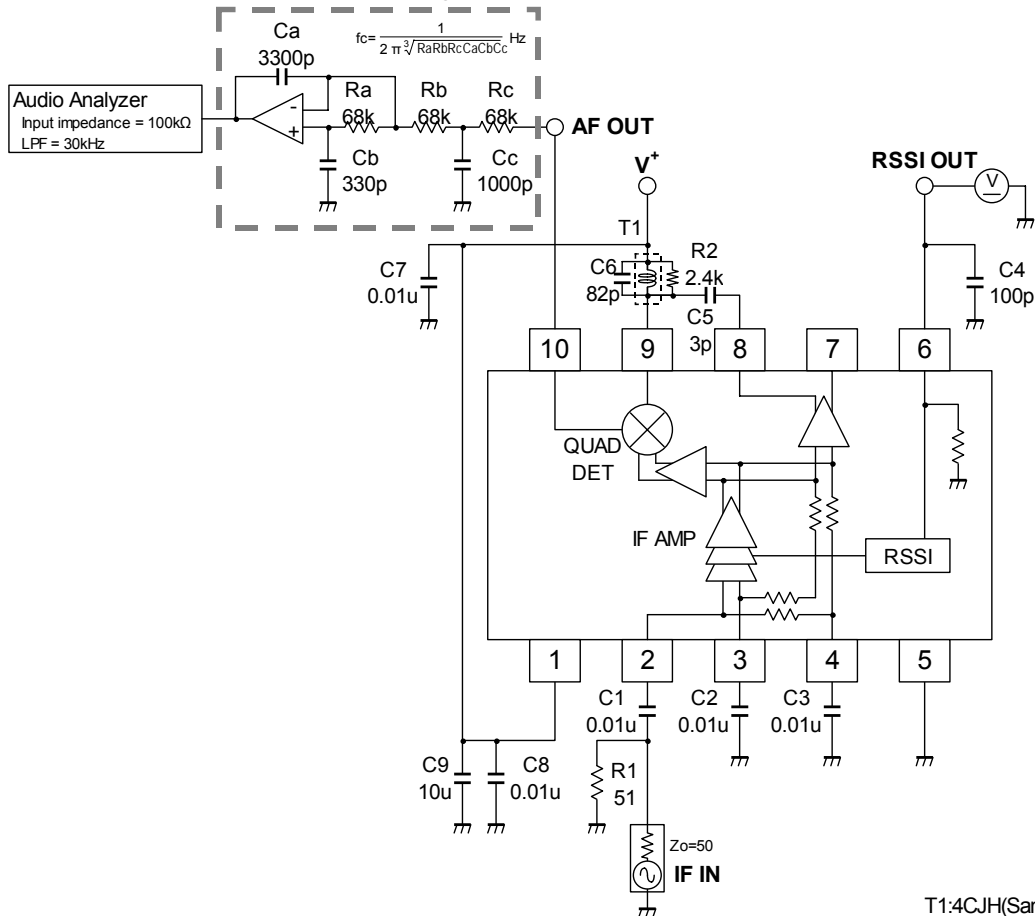 Ca
3300p
fc= 1 / 2 π ³√RaRbRcCaCbCc Hz
Audio Analyzer
Input impedance = 100kΩ
LPF = 30kHz
Ra
68k
Rb
68k
Rc
68k
- 
+
Cb
330p
Cc
1000p
AF OUT
V+
RSSI OUT
V
T1
C7
0.01u
C6
82p
R2
2.4k
C5
3p
C4
100p
10
9
8
7
6
QUAD
DET
IF AMP
RSSI
1
2
3
4
5
C1
0.01u
C2
0.01u
C3
0.01u
C9
10u
C8
0.01u
R1
51
Zo=50
IF IN
T1:4CJH(Sar